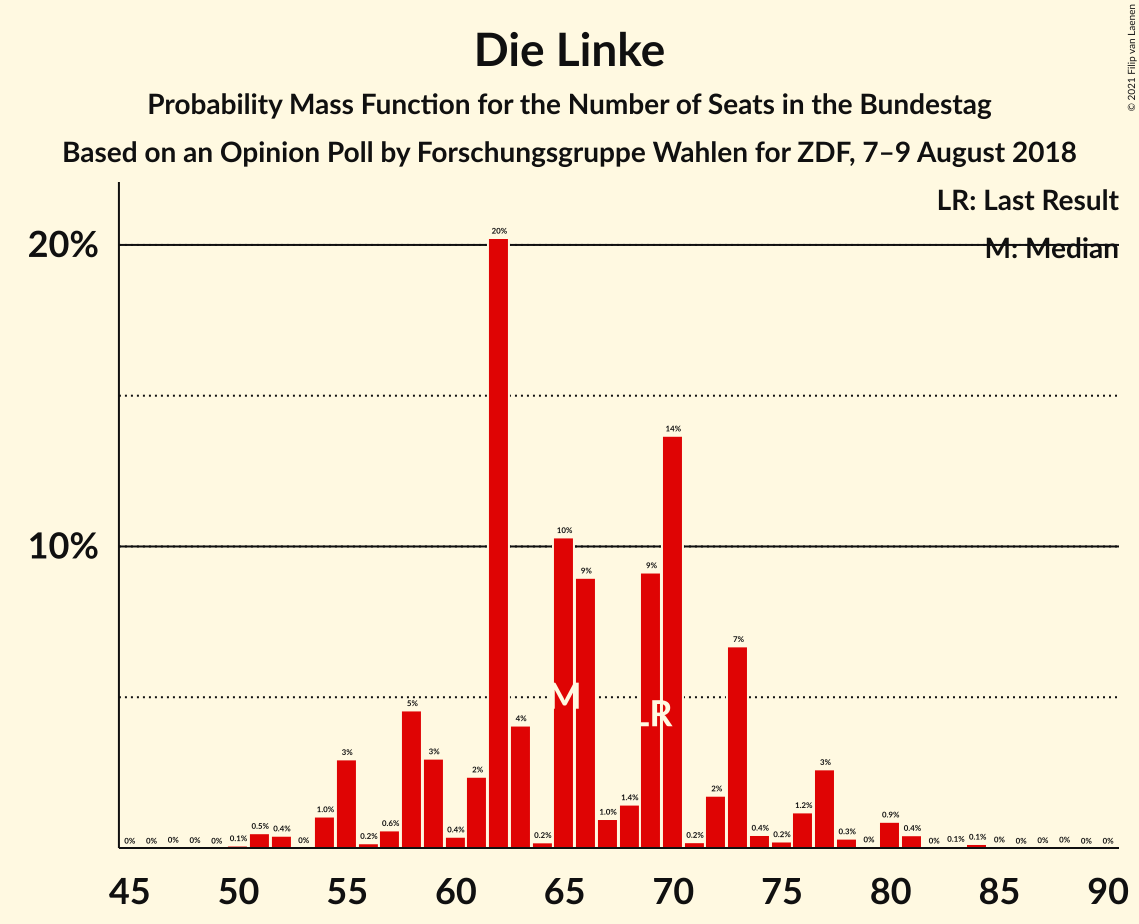 Die Linke
Probability Mass Function for the Number of Seats in the Bundestag
Based on an Opinion Poll by Forschungsgruppe Wahlen for ZDF, 7–9 August 2018
© 2021 Filip van Laenen
LR: Last Result
M: Median
20%
10%
0% 0% 0% 0% 0% 0.1% 0.5% 0.4% 0% 1.0% 3% 0.2% 0.6% 5% 3% 0.4% 2% 20% 4% 0.2% 10% 9% 1.0% 1.4% 9% 14% 0.2% 2% 7% 0.4% 0.2% 1.2% 3% 0.3% 0% 0.9% 0.4% 0% 0.1% 0.1% 0% 0% 0% 0% 0% 0%
M
LR
45 50 55 60 65 70 75 80 85 90